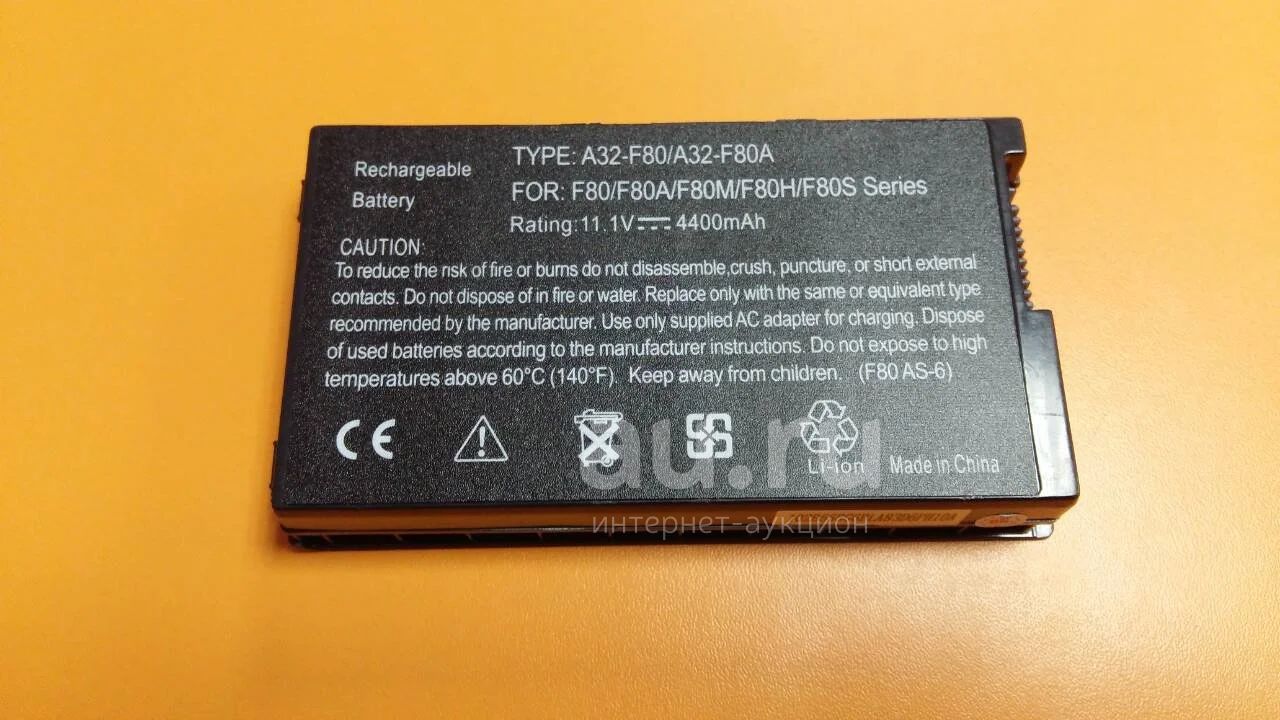 Rechargeable
Battery
TYPE: A32-F80/A32-F80A
FOR: F80/F80A/F80M/F80H/F80S Series
Rating:11.1V 4400mAh
CAUTION:
To reduce the risk of fire or burns do not disassemble,crush, puncture, or short external
contacts. Do not dispose of in fire or water. Replace only with the same or equivalent type
recommended by the manufacturer. Use only supplied AC adapter for charging. Dispose
of used batteries according to the manufacturer instructions. Do not expose to high
temperatures above 60°C (140°F). Keep away from children. (F80 AS-6)
CE
Li-ion Made in China
au.ru
интернет-аукцион